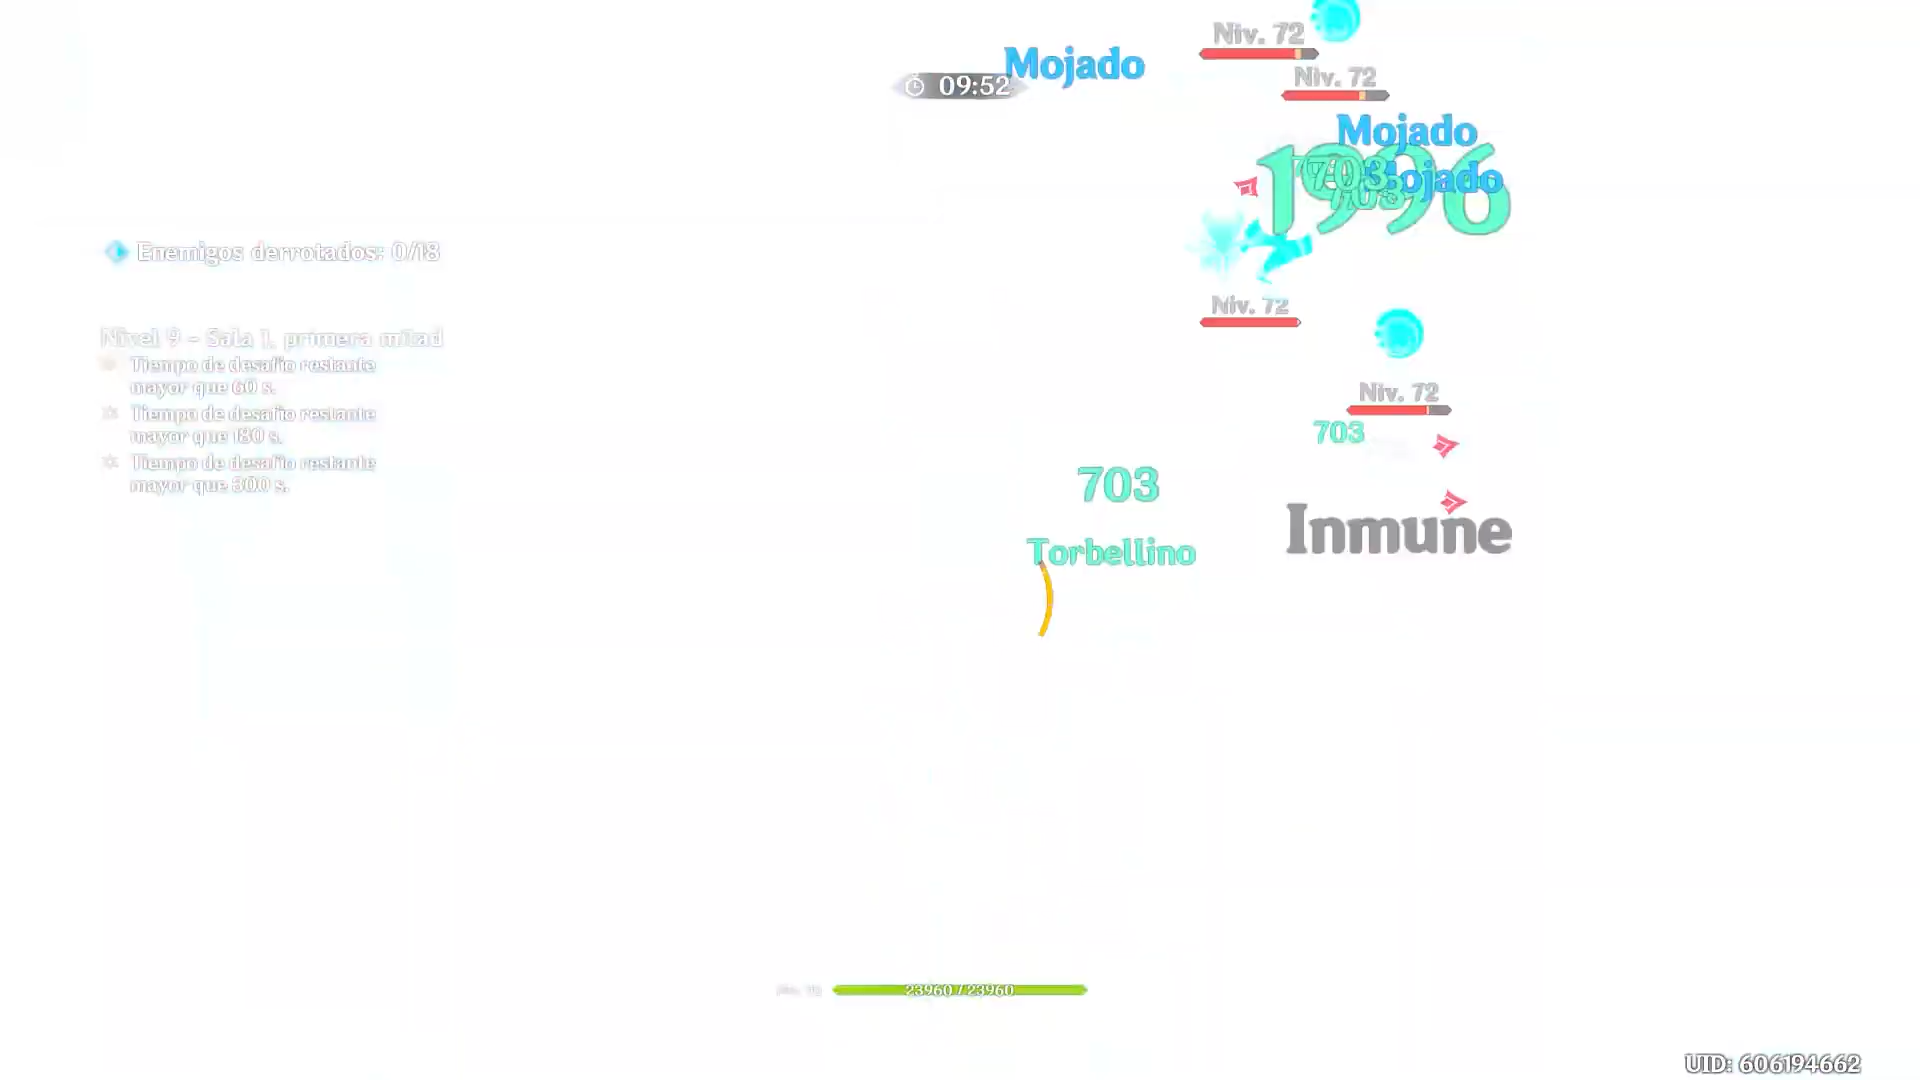 Niv. 72
Mojado
09:52
Niv. 72
Mojado
1996
703
Mojado
703
Enemigos derrotados: 0/18
Niv. 72
Nivel 9 - Sala 1, primera mitad
Tiempo de desafío restante
mayor que 60 s.
Niv. 72
Tiempo de desafío restante
mayor que 180 s.
703
Tiempo de desafío restante
mayor que 300 s.
703
Inmune
Torbellino
23960 / 23960
UID: 606194662